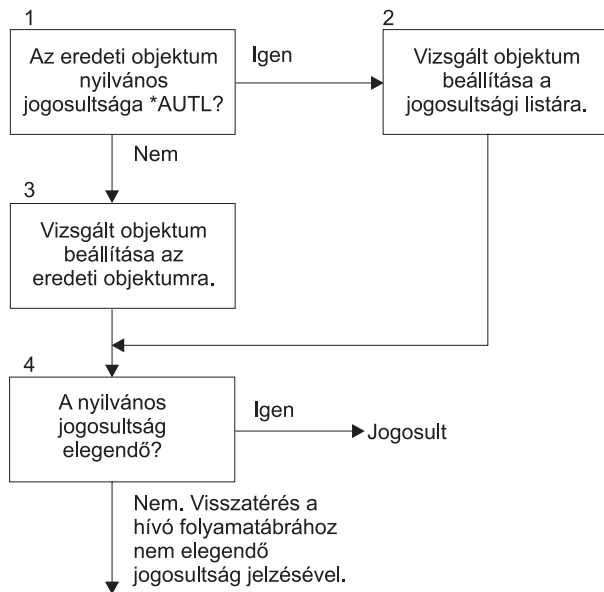 1
Az eredeti objektum
nyilvános
jogosultsága *AUTL?
Igen
2
Vizsgált objektum
beállítása a
jogosultsági listára.
Nem
3
Vizsgált objektum
beállítása az
eredeti objektumra.
4
A nyilvános
jogosultság
elegendő?
Igen
Jogosult
Nem. Visszatérés a
hívó folyamatábrához
nem elegendő
jogosultság jelzésével.